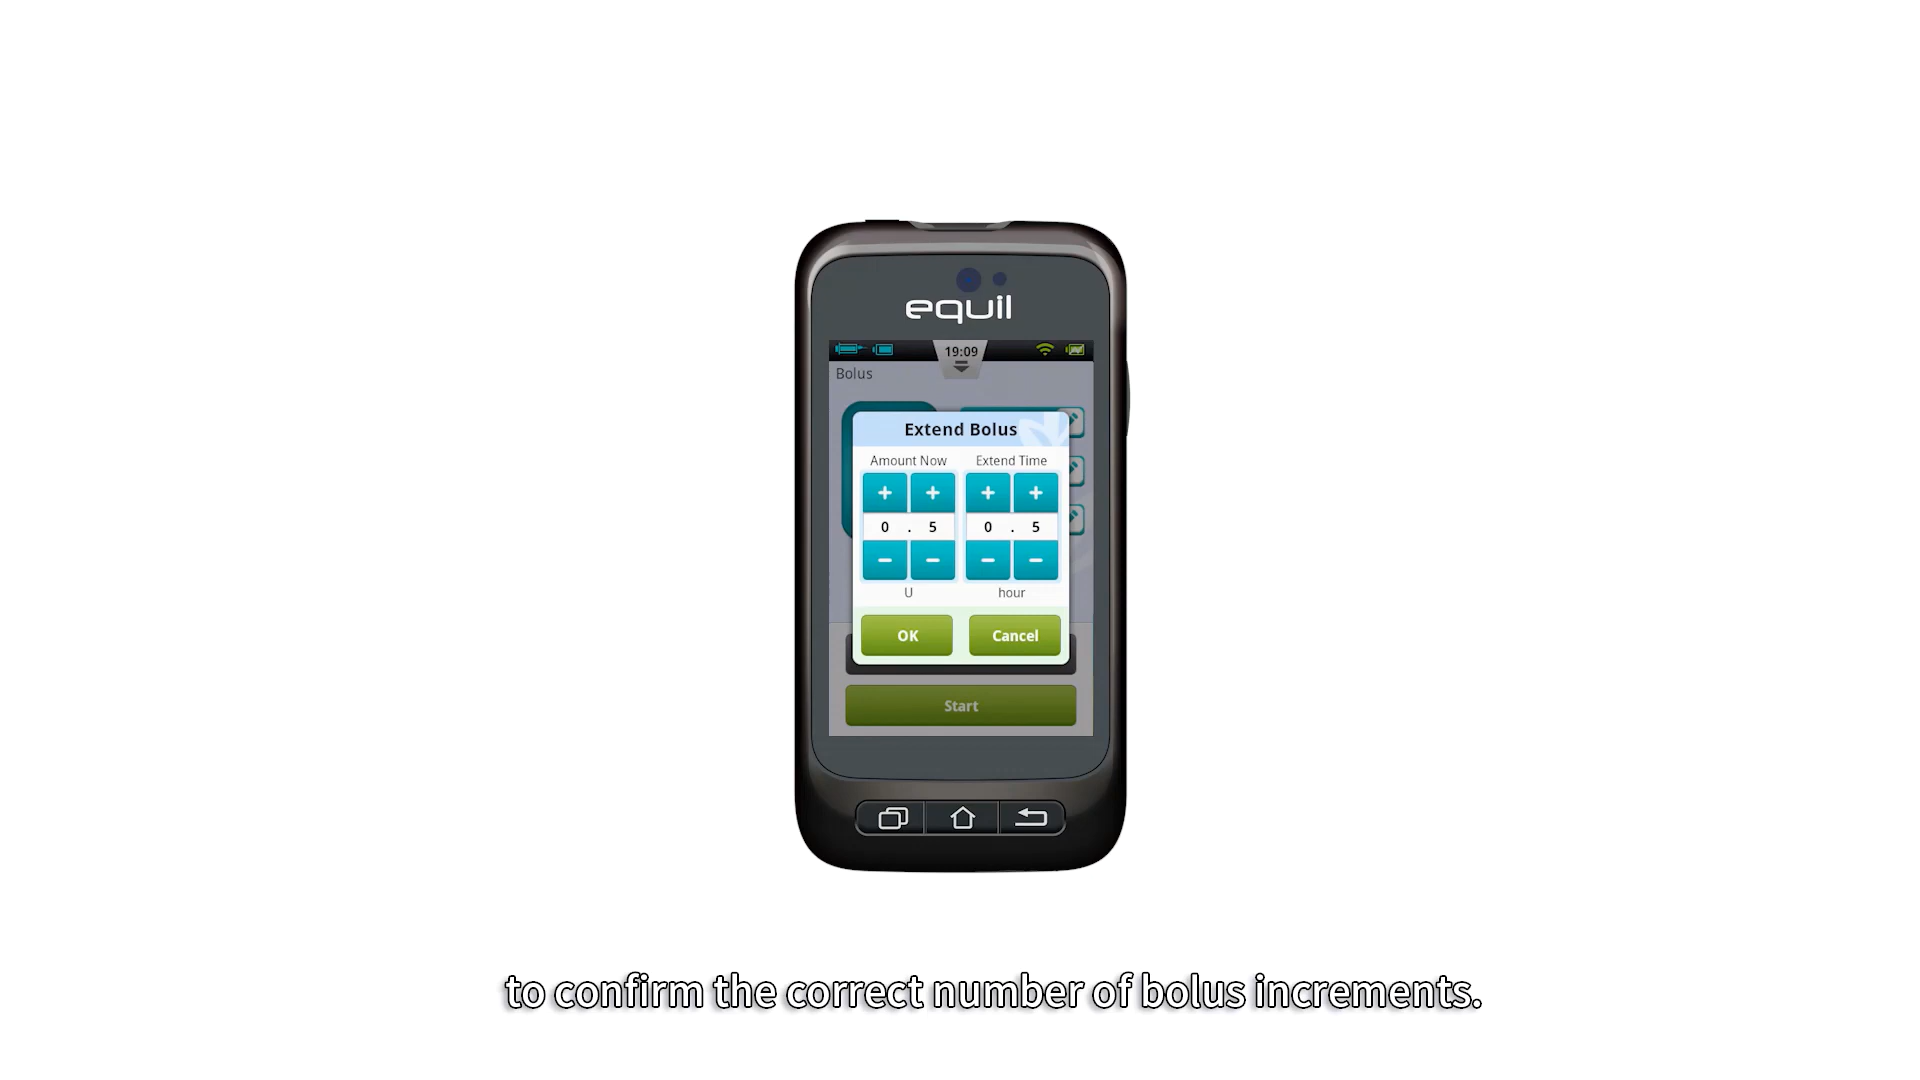 equil
19:09
Bolus
Extend Bolus
Amount Now Extend Time
+ + + +
0 . 5 0 . 5
− − − −
U hour
OK Cancel
Start
to confirm the correct number of bolus increments.